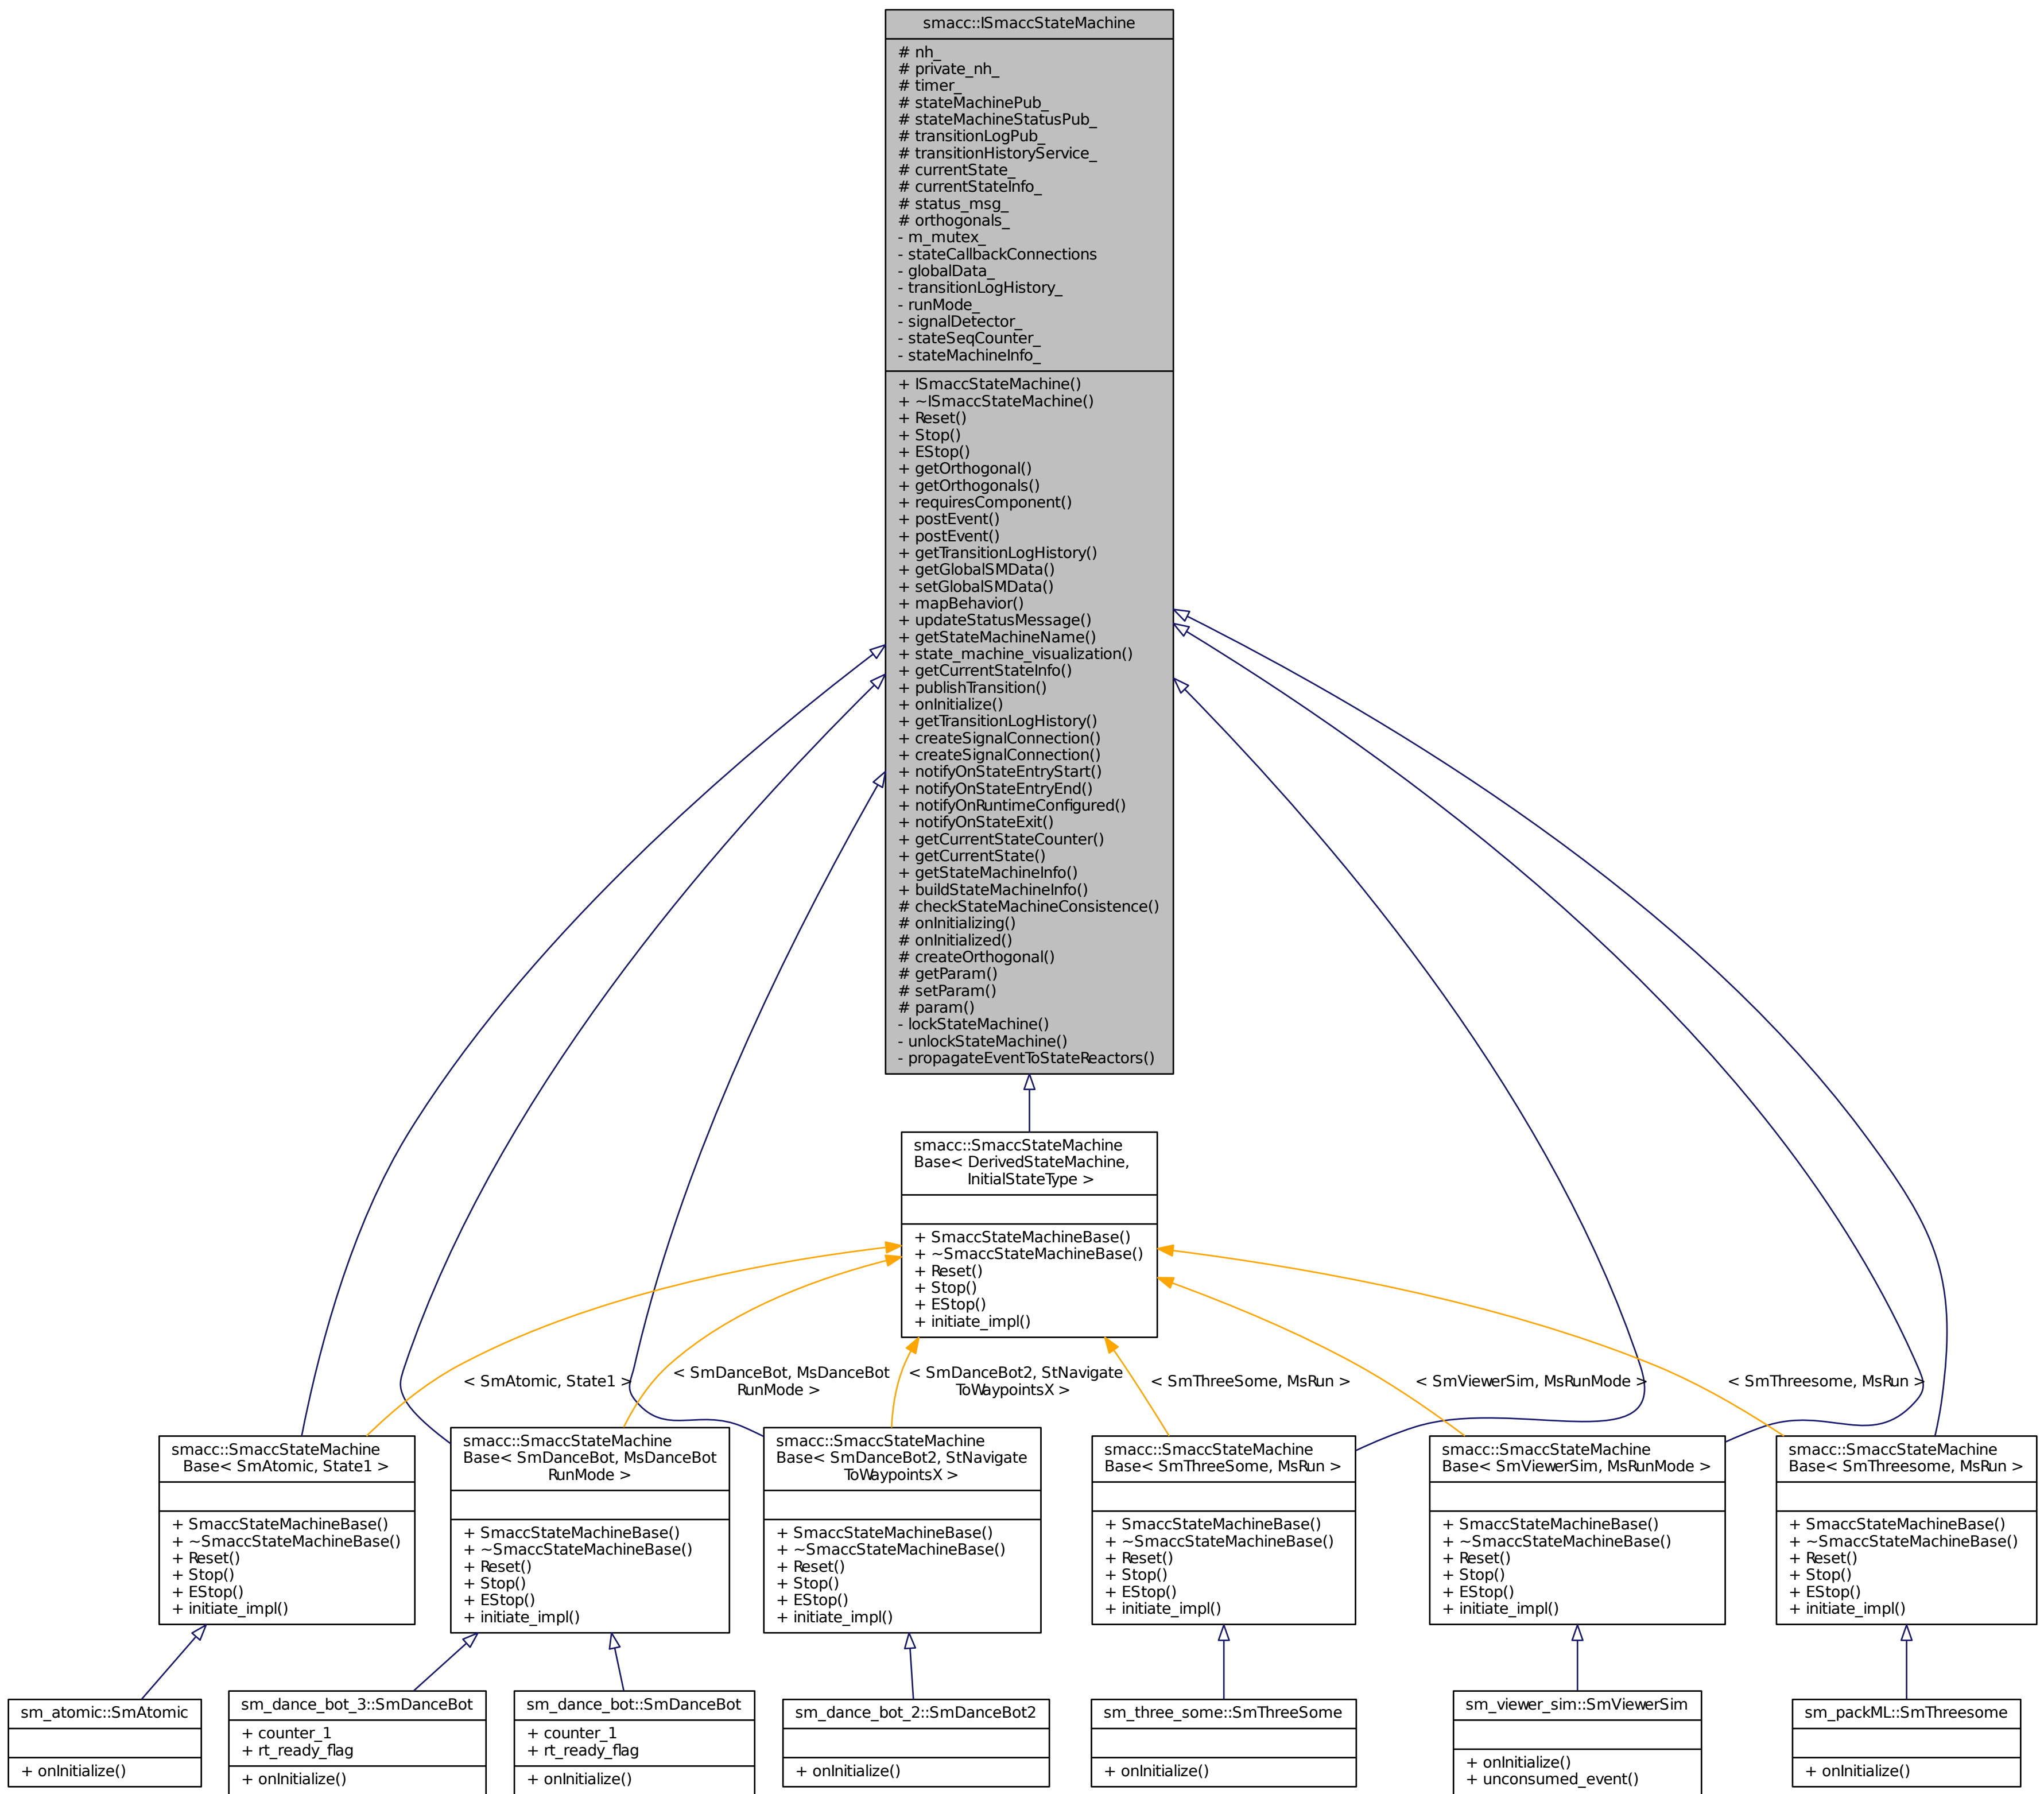 smacc::ISmaccStateMachine
# nh_
# private_nh_
# timer_
# stateMachinePub_
# stateMachineStatusPub_
# transitionLogPub_
# transitionHistoryService_
# currentState_
# currentStateInfo_
# status_msg_
# orthogonals_
- m_mutex_
- stateCallbackConnections
- globalData_
- transitionLogHistory_
- runMode_
- signalDetector_
- stateSeqCounter_
- stateMachineInfo_
+ ISmaccStateMachine()
+ ~ISmaccStateMachine()
+ Reset()
+ Stop()
+ EStop()
+ getOrthogonal()
+ getOrthogonals()
+ requiresComponent()
+ postEvent()
+ postEvent()
+ getTransitionLogHistory()
+ getGlobalSMData()
+ setGlobalSMData()
+ mapBehavior()
+ updateStatusMessage()
+ getStateMachineName()
+ state_machine_visualization()
+ getCurrentStateInfo()
+ publishTransition()
+ onInitialize()
+ getTransitionLogHistory()
+ createSignalConnection()
+ createSignalConnection()
+ notifyOnStateEntryStart()
+ notifyOnStateEntryEnd()
+ notifyOnRuntimeConfigured()
+ notifyOnStateExit()
+ getCurrentStateCounter()
+ getCurrentState()
+ getStateMachineInfo()
+ buildStateMachineInfo()
# checkStateMachineConsistence()
# onInitializing()
# onInitialized()
# createOrthogonal()
# getParam()
# setParam()
# param()
- lockStateMachine()
- unlockStateMachine()
- propagateEventToStateReactors()
smacc::SmaccStateMachine
Base< DerivedStateMachine,
InitialStateType >
+ SmaccStateMachineBase()
+ ~SmaccStateMachineBase()
+ Reset()
+ Stop()
+ EStop()
+ initiate_impl()
< SmAtomic, State1 >
< SmDanceBot, MsDanceBot
RunMode >
< SmDanceBot2, StNavigate
ToWaypointsX >
< SmThreeSome, MsRun >
< SmViewerSim, MsRunMode >
< SmThreesome, MsRun >
smacc::SmaccStateMachine
Base< SmAtomic, State1 >
+ SmaccStateMachineBase()
+ ~SmaccStateMachineBase()
+ Reset()
+ Stop()
+ EStop()
+ initiate_impl()
smacc::SmaccStateMachine
Base< SmDanceBot, MsDanceBot
RunMode >
+ SmaccStateMachineBase()
+ ~SmaccStateMachineBase()
+ Reset()
+ Stop()
+ EStop()
+ initiate_impl()
smacc::SmaccStateMachine
Base< SmDanceBot2, StNavigate
ToWaypointsX >
+ SmaccStateMachineBase()
+ ~SmaccStateMachineBase()
+ Reset()
+ Stop()
+ EStop()
+ initiate_impl()
smacc::SmaccStateMachine
Base< SmThreeSome, MsRun >
+ SmaccStateMachineBase()
+ ~SmaccStateMachineBase()
+ Reset()
+ Stop()
+ EStop()
+ initiate_impl()
smacc::SmaccStateMachine
Base< SmViewerSim, MsRunMode >
+ SmaccStateMachineBase()
+ ~SmaccStateMachineBase()
+ Reset()
+ Stop()
+ EStop()
+ initiate_impl()
smacc::SmaccStateMachine
Base< SmThreesome, MsRun >
+ SmaccStateMachineBase()
+ ~SmaccStateMachineBase()
+ Reset()
+ Stop()
+ EStop()
+ initiate_impl()
sm_atomic::SmAtomic
+ onInitialize()
sm_dance_bot_3::SmDanceBot
+ counter_1
+ rt_ready_flag
+ onInitialize()
sm_dance_bot::SmDanceBot
+ counter_1
+ rt_ready_flag
+ onInitialize()
sm_dance_bot_2::SmDanceBot2
+ onInitialize()
sm_three_some::SmThreeSome
+ onInitialize()
sm_viewer_sim::SmViewerSim
+ onInitialize()
+ unconsumed_event()
sm_packML::SmThreesome
+ onInitialize()